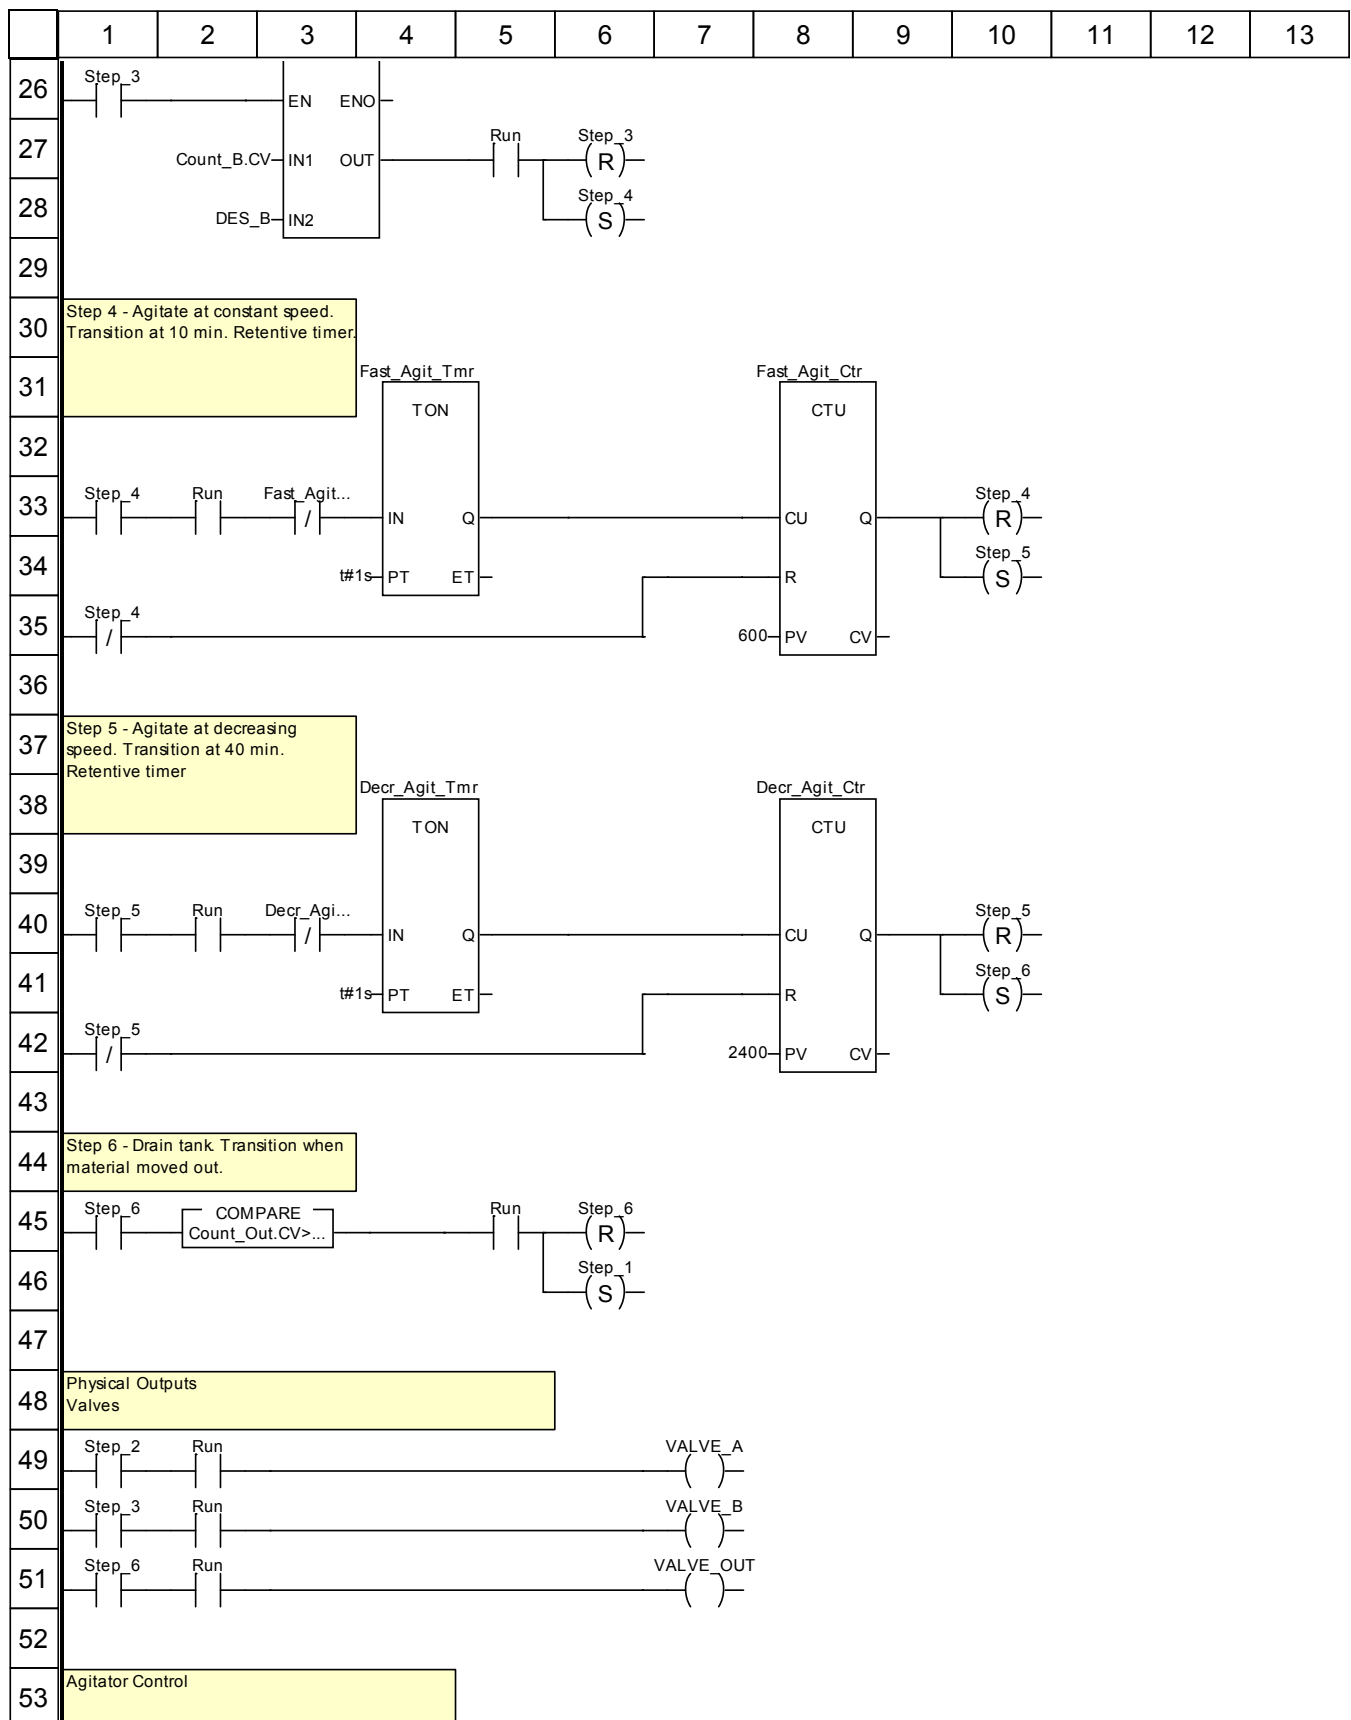 1 2 3 4 5 6 7 8 9 10 11 12 13
26
Step_3
EN ENO
27
Count_B.CV IN1 OUT
Run
Step_3
R
28
DES_B IN2
Step_4
S
29
30
Step 4 - Agitate at constant speed.
Transition at 10 min. Retentive timer.
31
Fast_Agit_Tmr
TON
Fast_Agit_Ctr
CTU
32
33
Step_4 Run Fast_Agit...
/
IN Q
CU Q
Step_4
R
34
t#1s PT ET
R
Step_5
S
35
Step_4
/
600 PV CV
36
37
Step 5 - Agitate at decreasing
speed. Transition at 40 min.
Retentive timer
38
Decr_Agit_Tmr
TON
Decr_Agit_Ctr
CTU
39
40
Step_5 Run Decr_Agi...
/
IN Q
CU Q
Step_5
R
41
t#1s PT ET
R
Step_6
S
42
Step_5
/
2400 PV CV
43
44
Step 6 - Drain tank. Transition when
material moved out.
45
Step_6
COMPARE
Count_Out.CV>...
Run
Step_6
R
46
Step_1
S
47
48
Physical Outputs
Valves
49
Step_2 Run VALVE_A
50
Step_3 Run VALVE_B
51
Step_6 Run VALVE_OUT
52
53
Agitator Control